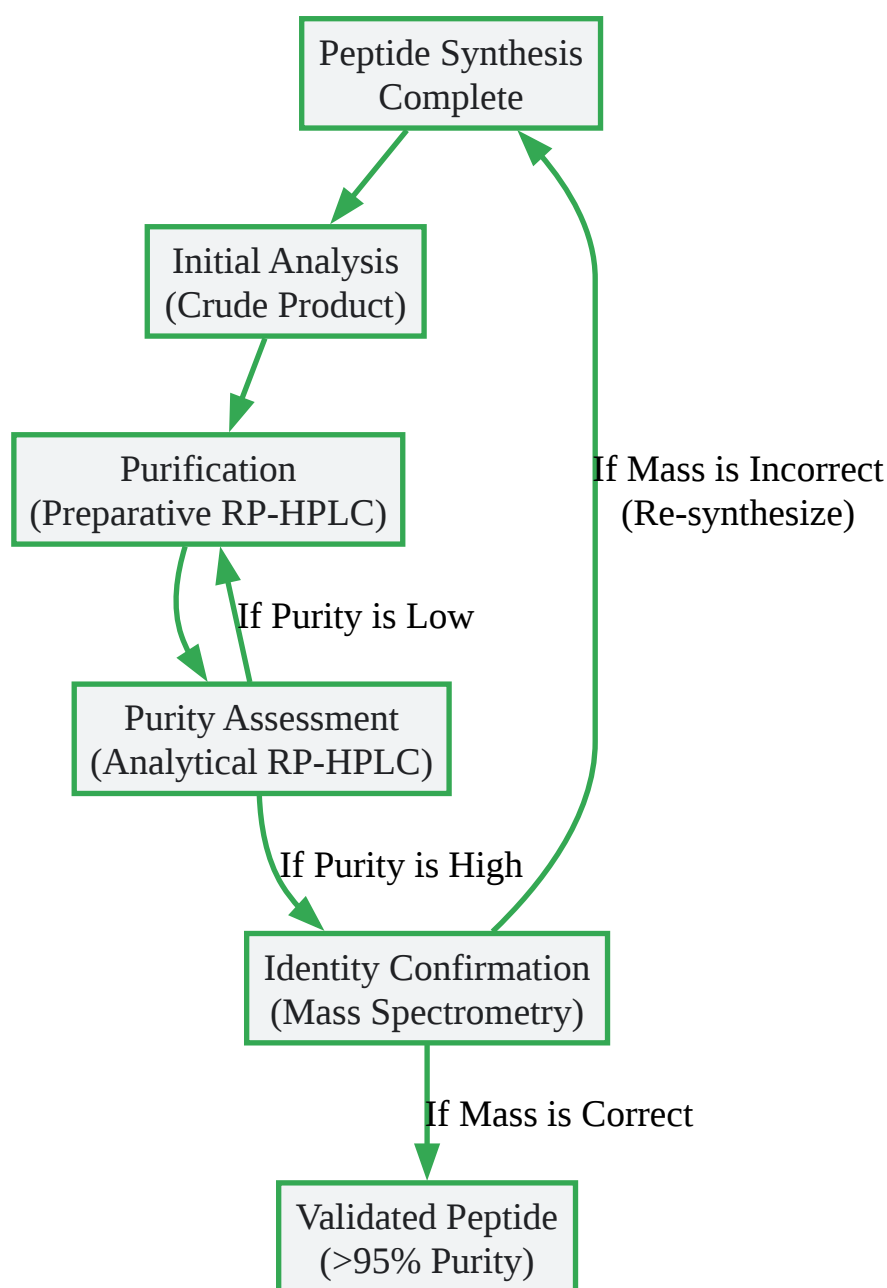 Peptide Synthesis
Complete
Initial Analysis
(Crude Product)
Purification
(Preparative RP-HPLC)
If Mass is Incorrect
(Re-synthesize)
If Purity is Low
Purity Assessment
(Analytical RP-HPLC)
If Purity is High
Identity Confirmation
(Mass Spectrometry)
If Mass is Correct
Validated Peptide
(>95% Purity)